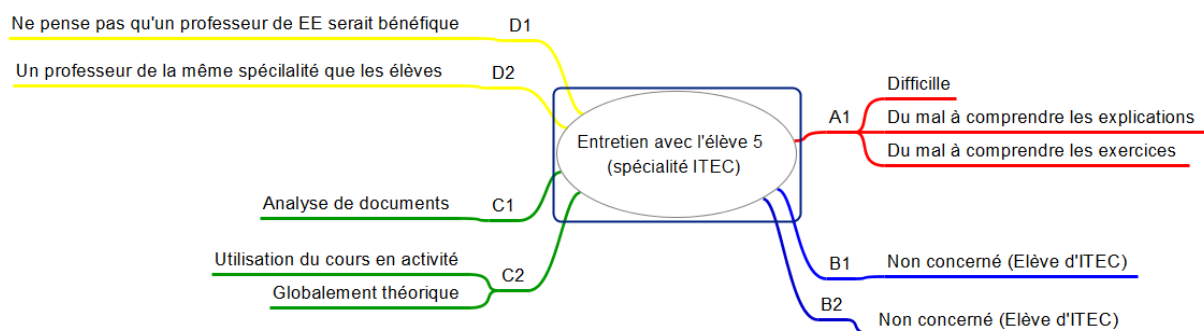 Ne pense pas qu'un professeur de EE serait bénéfique
D1
Un professeur de la même spécilalité que les élèves
D2
Entretien avec l'élève 5
(spécialité ITEC)
A1
Difficille
Du mal à comprendre les explications
Du mal à comprendre les exercices
Analyse de documents
C1
Utilisation du cours en activité
Globalement théorique
C2
B1
Non concerné (Elève d'ITEC)
B2
Non concerné (Elève d'ITEC)